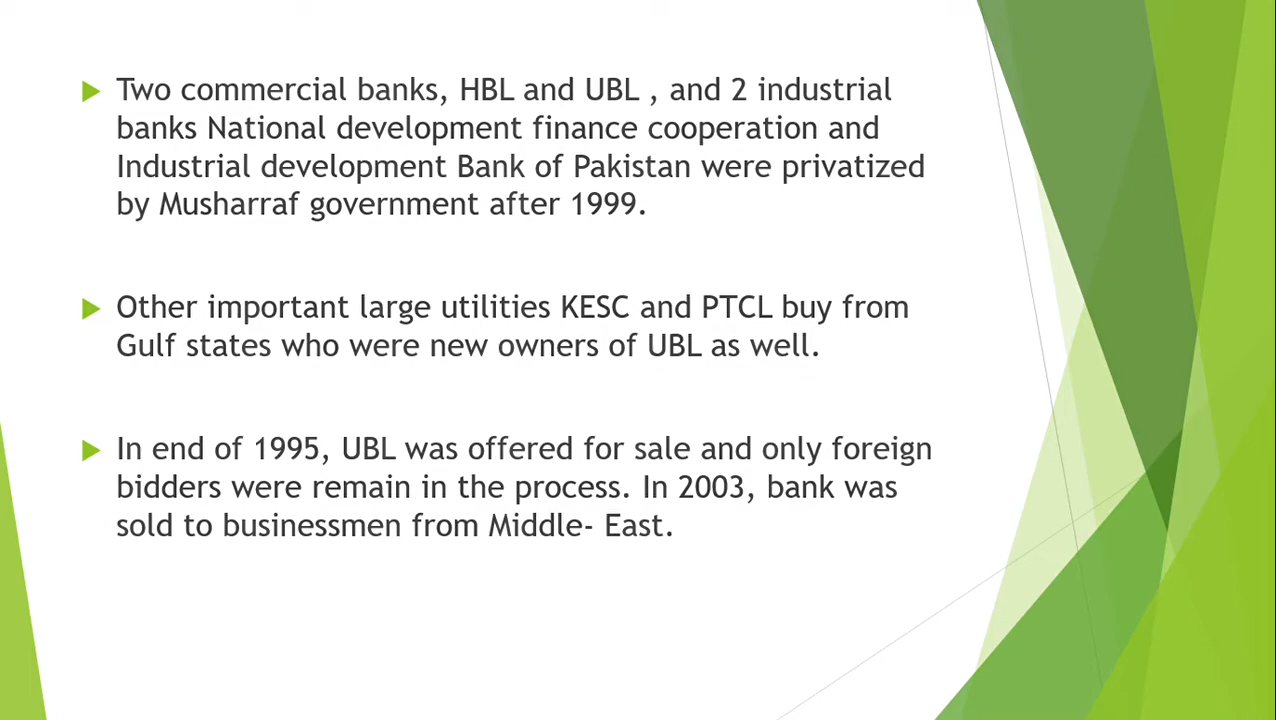 Two commercial banks, HBL and UBL , and 2 industrial
banks National development finance cooperation and
Industrial development Bank of Pakistan were privatized
by Musharraf government after 1999.
Other important large utilities KESC and PTCL buy from
Gulf states who were new owners of UBL as well.
In end of 1995, UBL was offered for sale and only foreign
bidders were remain in the process. In 2003, bank was
sold to businessmen from Middle- East.